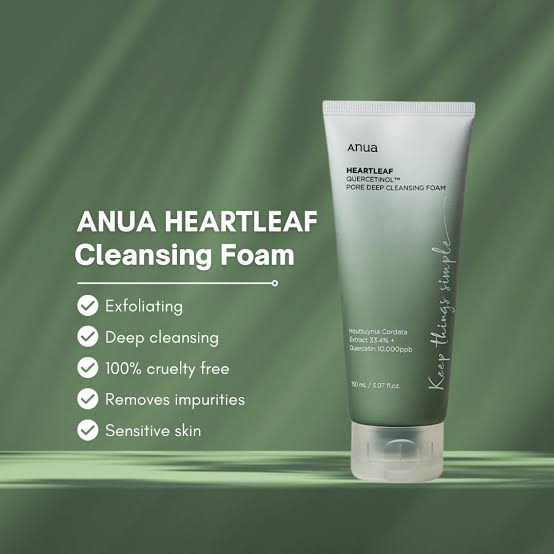 ANUA HEARTLEAF
Cleansing Foam
Exfoliating
Deep cleansing
100% cruelty free
Removes impurities
Sensitive skin
Anua
HEARTLEAF
QUERCETINOL™
PORE DEEP CLEANSING FOAM
Keep things simple
Houttuynia Cordata
Extract 33.4% +
Quercetin 10,000ppb
150 mL / 5.07 fl.oz.